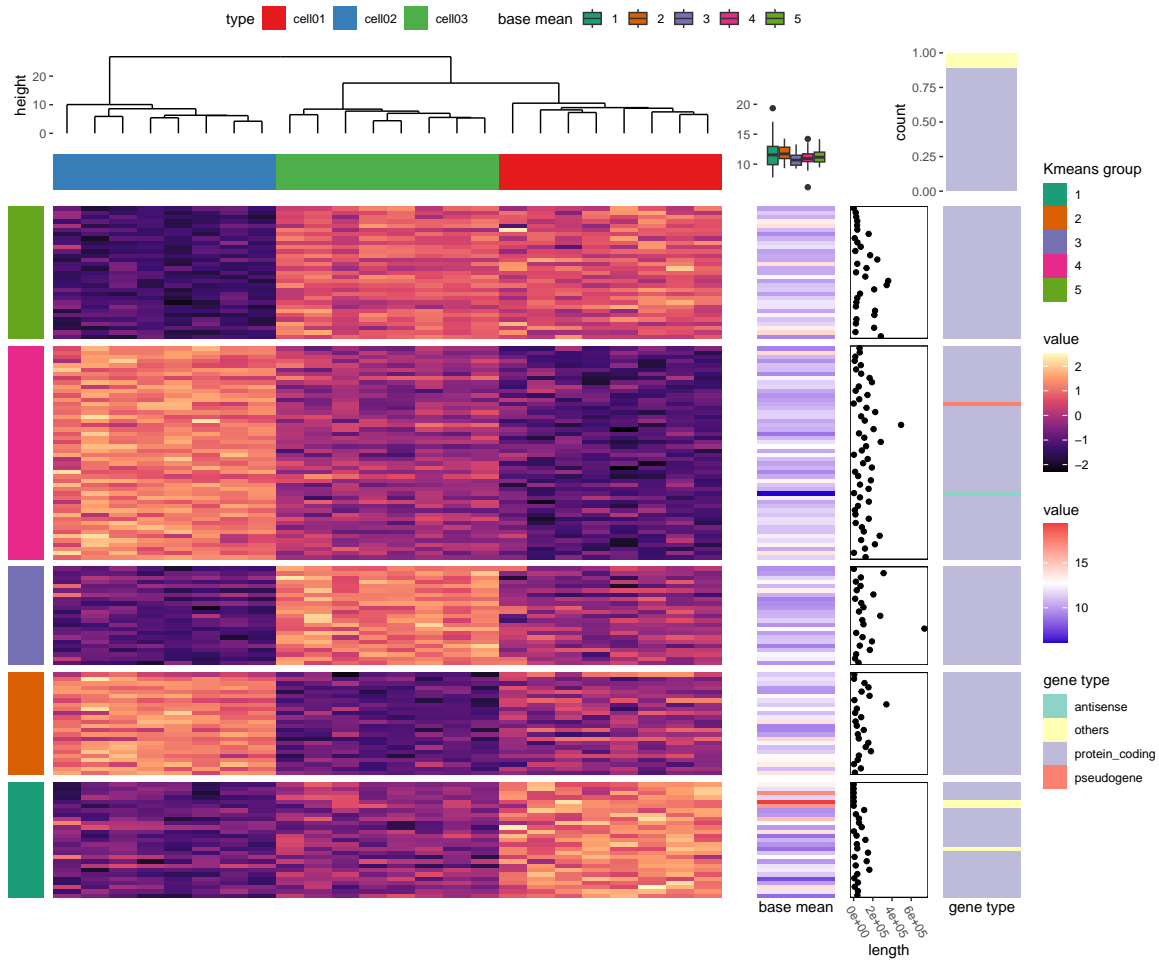 type cell01 cell02 cell03 base mean 1 2 3 4 5
height
20
10
0
20
15
10
count
1.00
0.75
0.50
0.25
0.00
Kmeans group
1
2
3
4
5
value
2
1
0
−1
−2
value
15
10
gene type
antisense
others
protein_coding
pseudogene
base mean
0e+00
2e+05
4e+05
6e+05
length
gene type